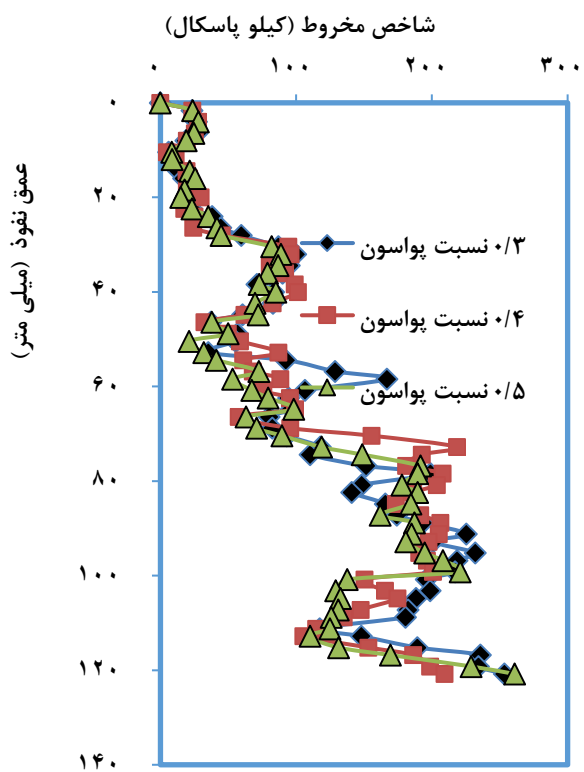 شاخص مخروط (کیلو پاسکال)
۰ ۱۰۰ ۲۰۰ ۳۰۰
عمق نفوذ (میلی متر)
۰
۲۰
۴۰
۶۰
۸۰
۱۰۰
۱۲۰
۱۴۰
۰/۳ نسبت پواسون
۰/۴ نسبت پواسون
۰/۵ نسبت پواسون